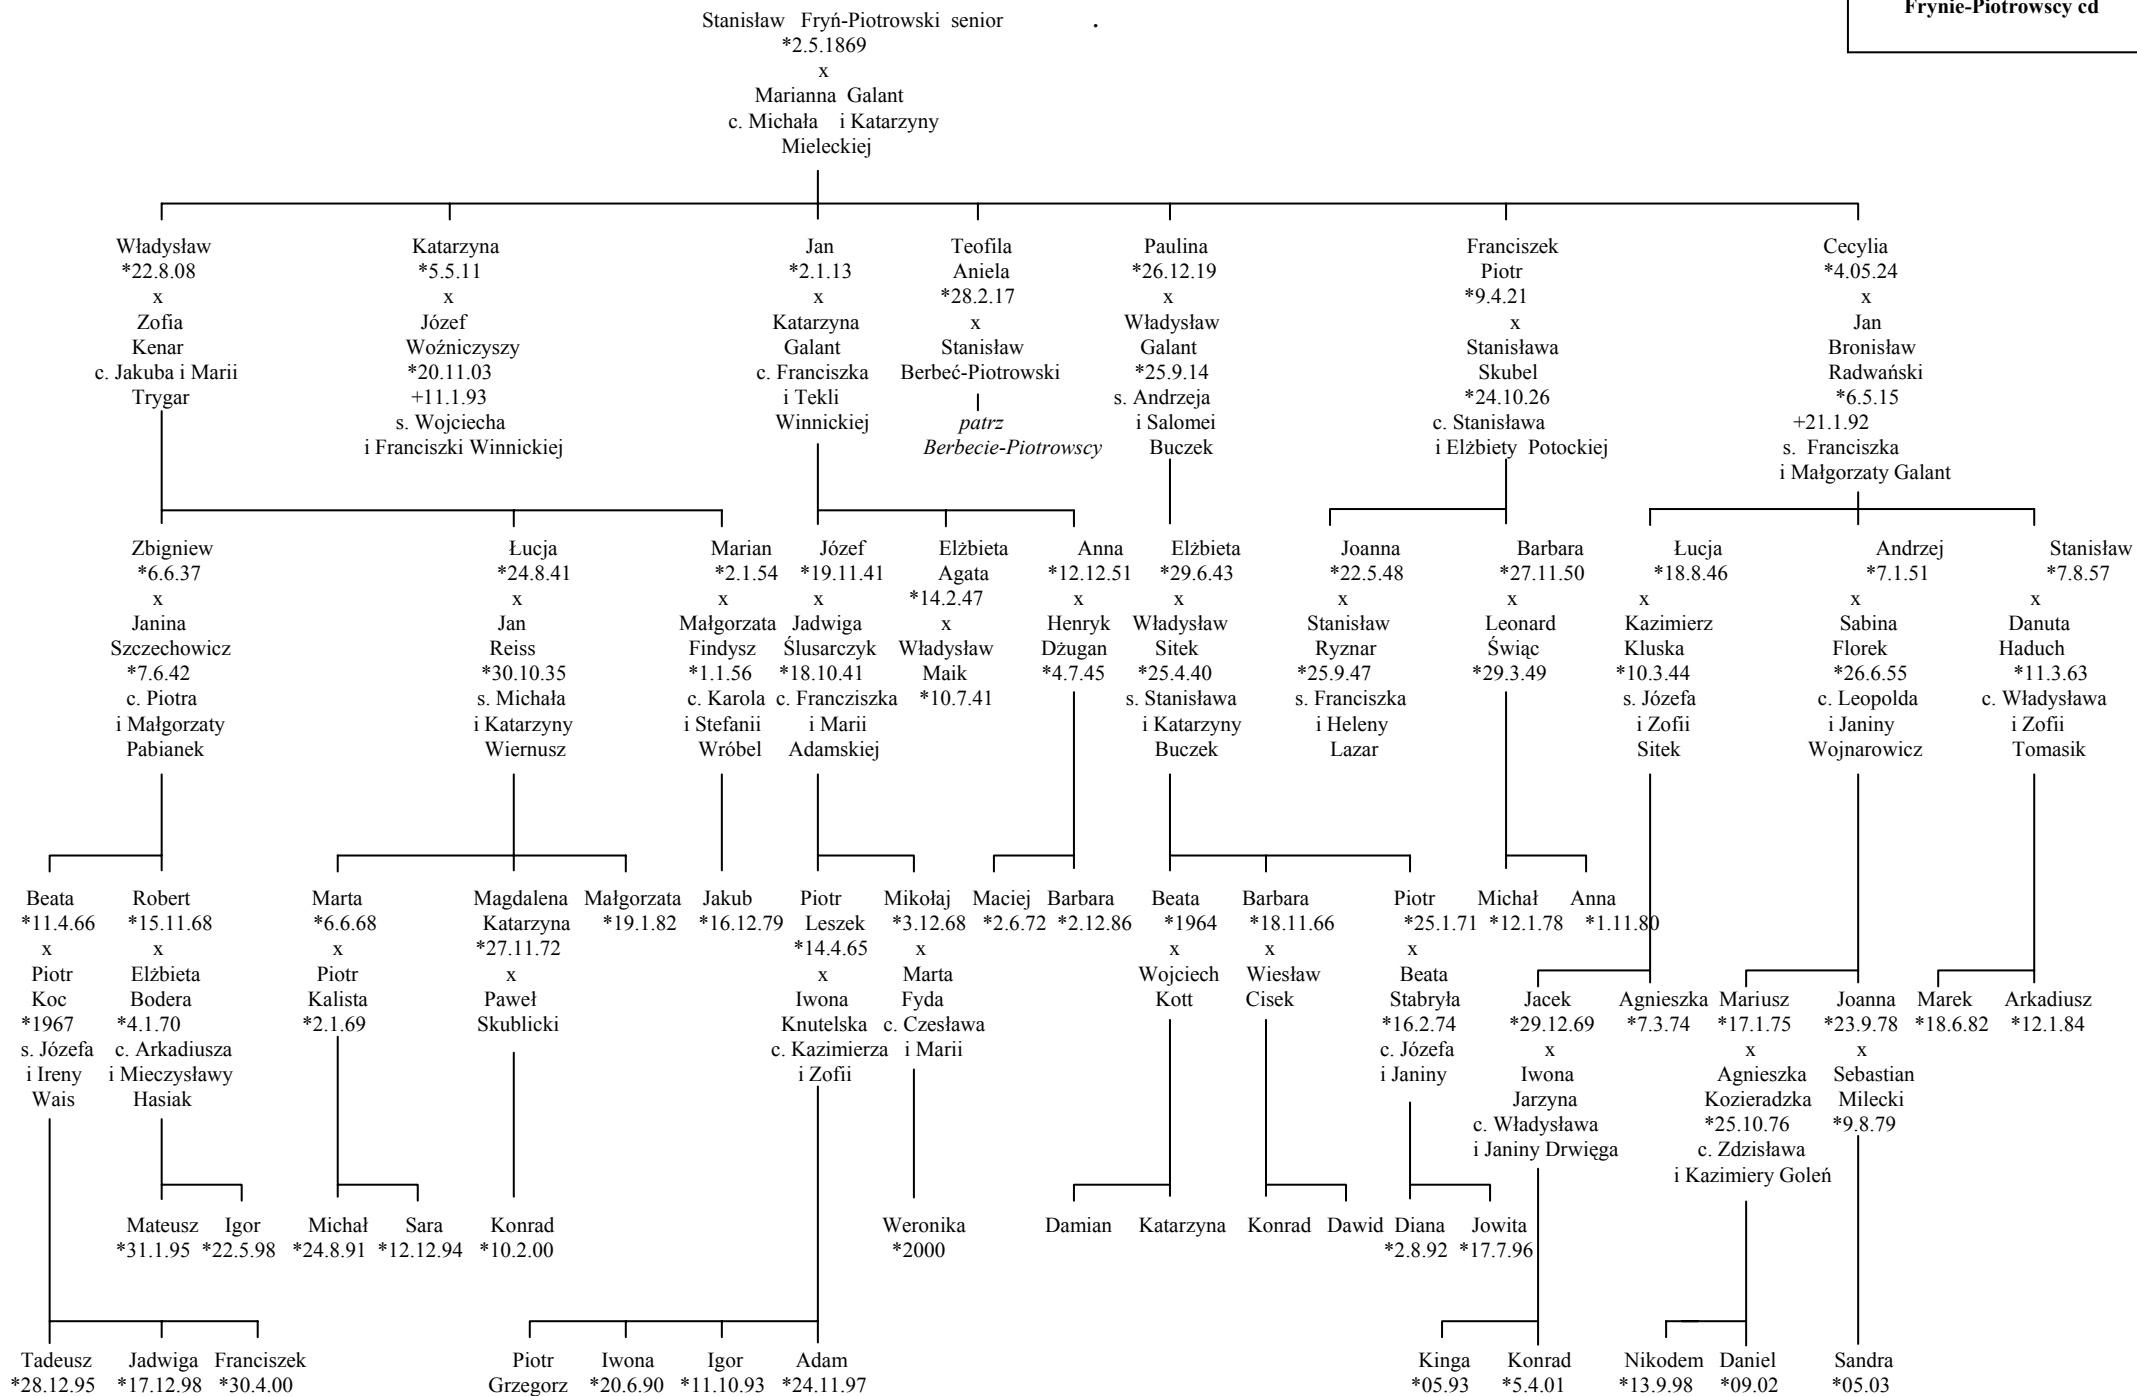 Frynie-Piotrowscy cd
Stanisław Fryń-Piotrowski senior .
*2.5.1869
x
Marianna Galant
c. Michała i Katarzyny
Mieleckiej
Władysław
*22.8.08
x
Zofia
Kenar
c. Jakuba i Marii
Trygar
Katarzyna
*5.5.11
x
Józef
Woźniczyszy
*20.11.03
+11.1.93
s. Wojciecha
i Franciszki Winnickiej
Jan
*2.1.13
x
Katarzyna
Galant
c. Franciszka
i Tekli
Winnickiej
Teofila
Aniela
*28.2.17
x
Stanisław
Berbeć-Piotrowski
patrz
Berbecie-Piotrowscy
Paulina
*26.12.19
x
Władysław
Galant
*25.9.14
s. Andrzeja
i Salomei
Buczek
Franciszek
Piotr
*9.4.21
x
Stanisława
Skubel
*24.10.26
c. Stanisława
i Elżbiety Potockiej
Cecylia
*4.05.24
x
Jan
Bronisław
Radwański
*6.5.15
+21.1.92
s. Franciszka
i Małgorzaty Galant
Zbigniew
*6.6.37
x
Janina
Szczechowicz
*7.6.42
c. Piotra
i Małgorzaty
Pabianek
Łucja
*24.8.41
x
Jan
Reiss
*30.10.35
s. Michała
i Katarzyny
Wiernusz
Marian
*2.1.54
x
Małgorzata
Findysz
*1.1.56
c. Karola
i Stefanii
Wróbel
Józef
*19.11.41
x
Jadwiga
Ślusarczyk
*18.10.41
c. Francziszka
i Marii
Adamskiej
Elżbieta
Agata
*14.2.47
x
Władysław
Maik
*10.7.41
Anna
*12.12.51
x
Henryk
Dżugan
*4.7.45
Elżbieta
*29.6.43
x
Władysław
Sitek
*25.4.40
s. Stanisława
i Katarzyny
Buczek
Joanna
*22.5.48
x
Stanisław
Ryznar
*25.9.47
s. Franciszka
i Heleny
Lazar
Barbara
*27.11.50
x
Leonard
Świąc
*29.3.49
Łucja
*18.8.46
x
Kazimierz
Kluska
*10.3.44
s. Józefa
i Zofii
Sitek
Andrzej
*7.1.51
x
Sabina
Florek
*26.6.55
c. Leopolda
i Janiny
Wojnarowicz
Stanisław
*7.8.57
x
Danuta
Haduch
*11.3.63
c. Władysława
i Zofii
Tomasik
Beata
*11.4.66
x
Piotr
Koc
*1967
s. Józefa
i Ireny
Wais
Robert
*15.11.68
x
Elżbieta
Bodera
*4.1.70
c. Arkadiusza
i Mieczysławy
Hasiak
Marta
*6.6.68
x
Piotr
Kalista
*2.1.69
Magdalena
Katarzyna
*27.11.72
x
Paweł
Skublicki
Małgorzata
*19.1.82
Jakub
*16.12.79
Piotr
Leszek
*14.4.65
x
Iwona
Knutelska
c. Kazimierza
i Zofii
Mikołaj
*3.12.68
x
Marta
Fyda
c. Czesława
i Marii
Maciej
*2.6.72
Barbara
*2.12.86
Beata
*1964
x
Wojciech
Kott
Barbara
*18.11.66
x
Wiesław
Cisek
Piotr
*25.1.71
x
Beata
Stabryła
*16.2.74
c. Józefa
i Janiny
Michał
*12.1.78
Anna
*1.11.80
Jacek
*29.12.69
x
Iwona
Jarzyna
c. Władysława
i Janiny Drwięga
Agnieszka
*7.3.74
Mariusz
*17.1.75
x
Agnieszka
Kozieradzka
*25.10.76
c. Zdzisława
i Kazimiery Goleń
Joanna
*23.9.78
x
Sebastian
Milecki
*9.8.79
Marek
*18.6.82
Arkadiusz
*12.1.84
Mateusz
*31.1.95
Igor
*22.5.98
Michał
*24.8.91
Sara
*12.12.94
Konrad
*10.2.00
Weronika
*2000
Damian
Katarzyna
Konrad
Dawid
Diana
*2.8.92
Jowita
*17.7.96
Tadeusz
*28.12.95
Jadwiga
*17.12.98
Franciszek
*30.4.00
Piotr
Grzegorz
Iwona
*20.6.90
Igor
*11.10.93
Adam
*24.11.97
Kinga
*05.93
Konrad
*5.4.01
Nikodem
*13.9.98
Daniel
*09.02
Sandra
*05.03